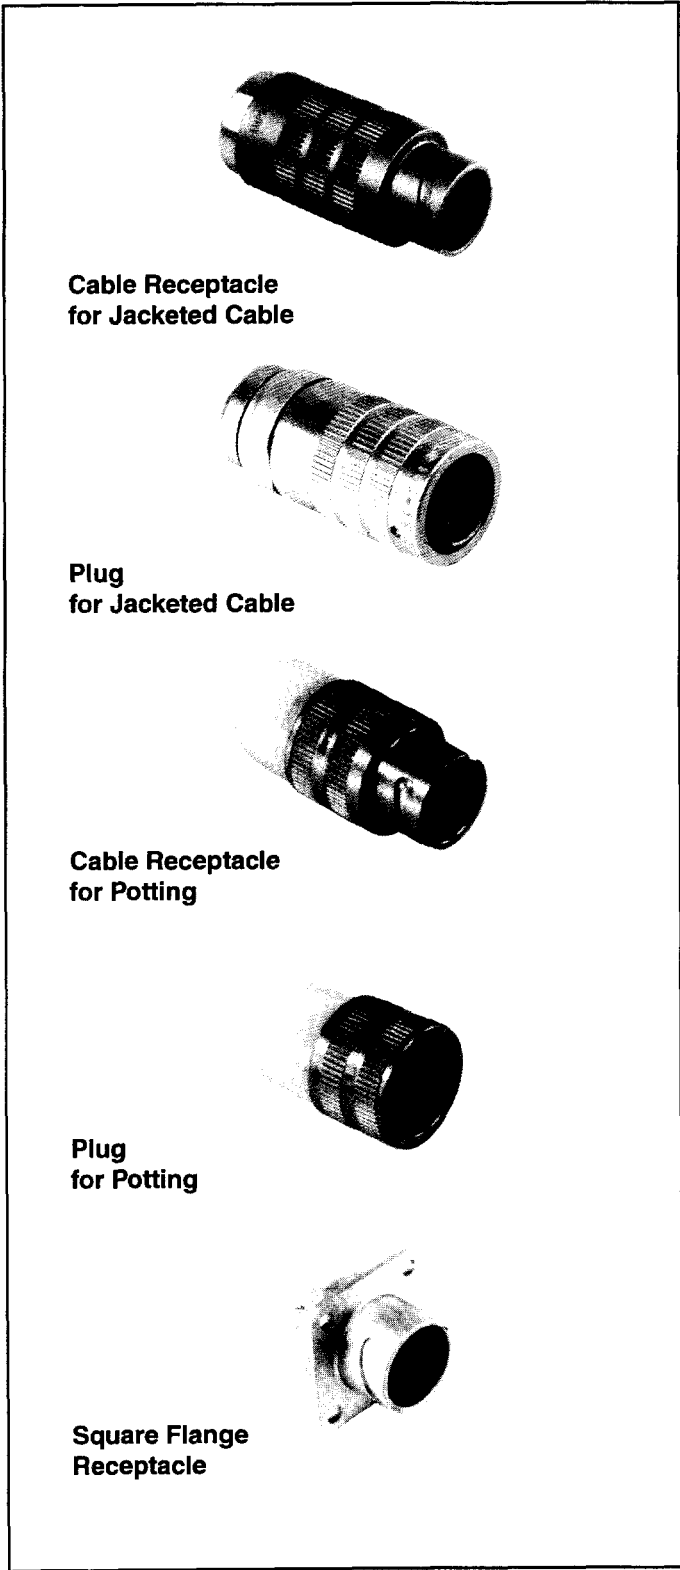 Cable Receptacle
for Jacketed Cable
Plug
for Jacketed Cable
Cable Receptacle
for Potting
Plug
for Potting
Square Flange
Receptacle